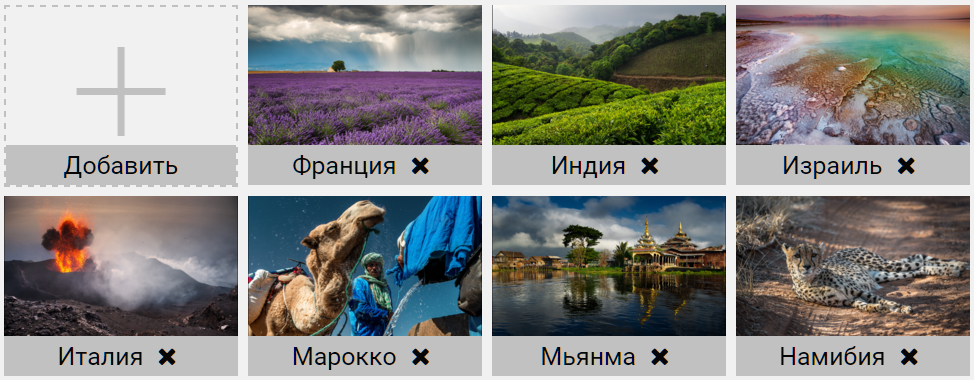 Добавить
Франция ✖
Индия ✖
Израиль ✖
Италия ✖
Марокко ✖
Мьянма ✖
Намибия ✖